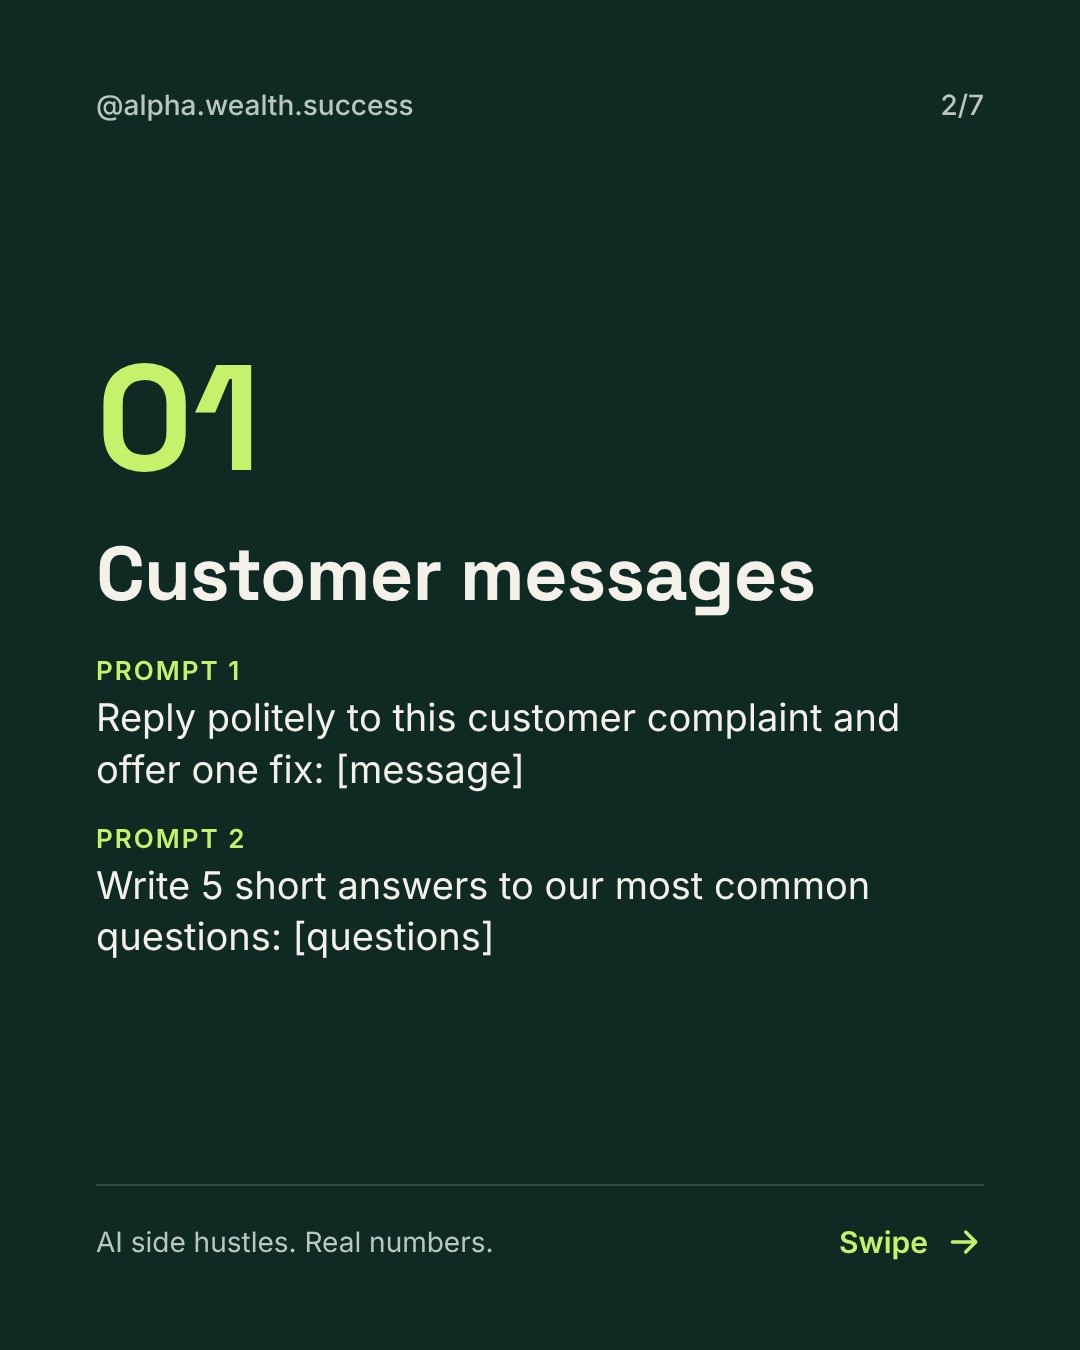 @alpha.wealth.success
2/7
01
Customer messages
PROMPT 1
Reply politely to this customer complaint and
offer one fix: [message]
PROMPT 2
Write 5 short answers to our most common
questions: [questions]
AI side hustles. Real numbers.
Swipe →